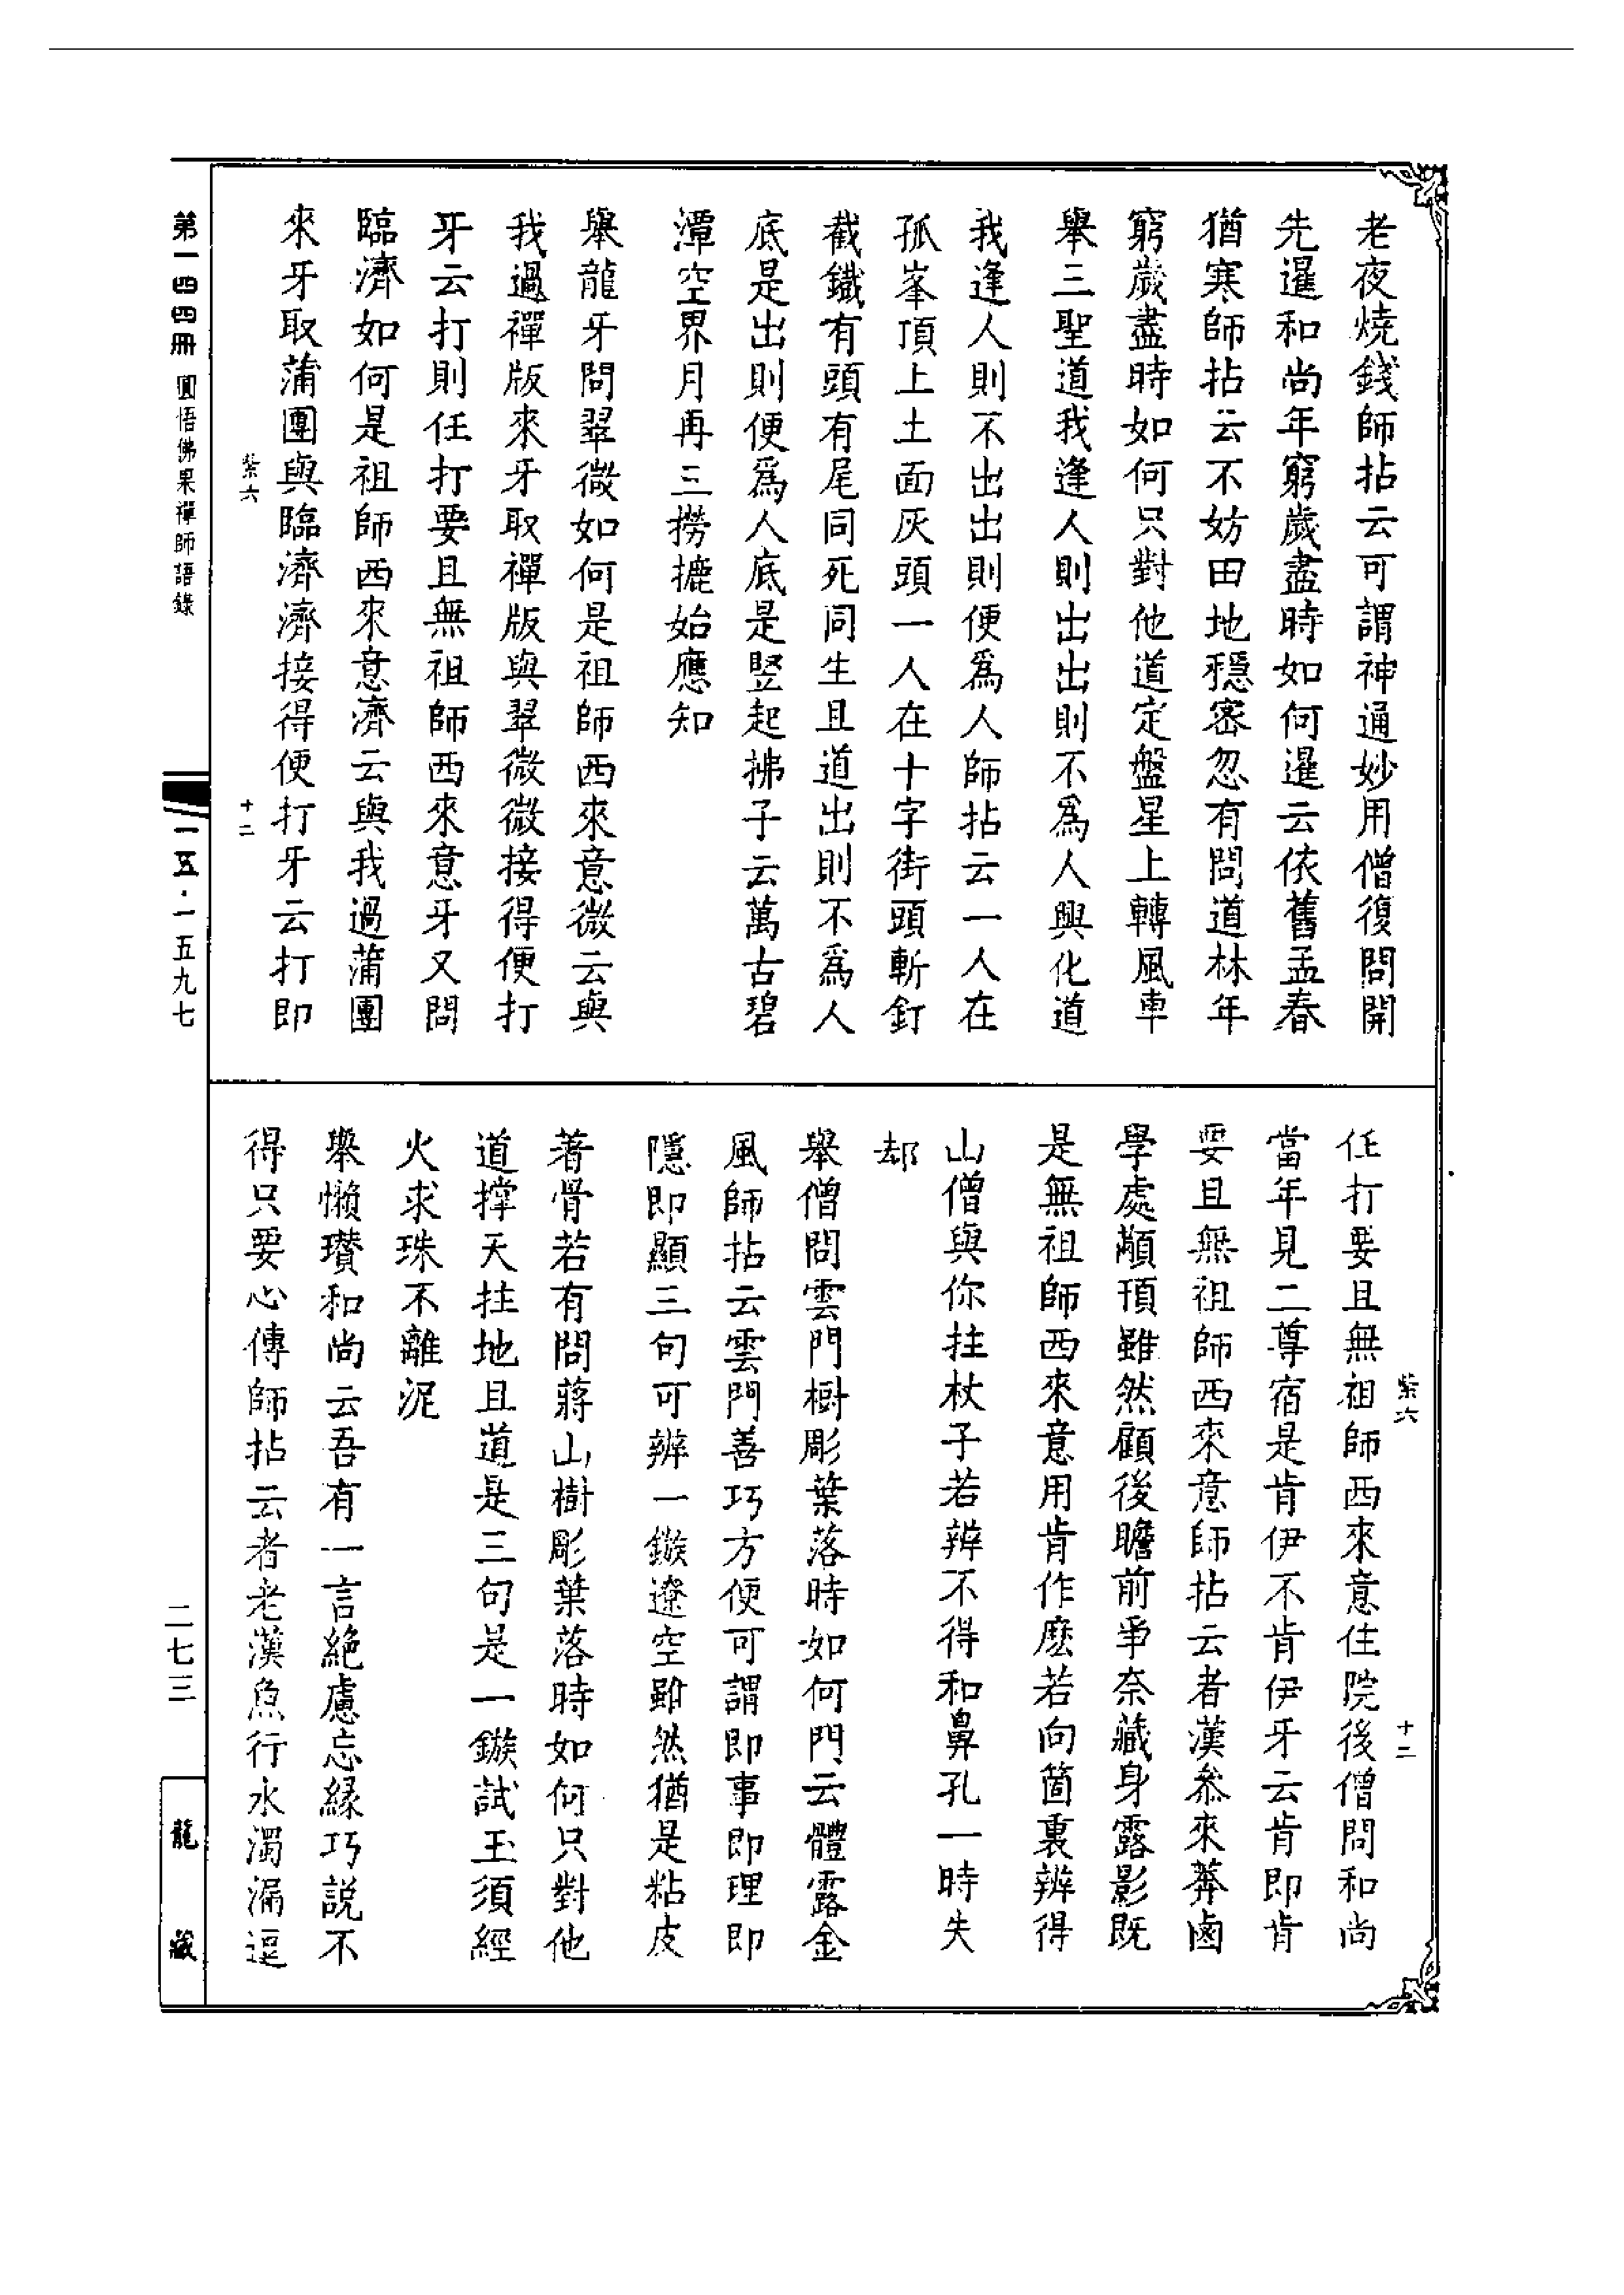 老夜燒錢師拈云可謂神通妙用僧復問開
先暹和尚年窮歲盡時如何暹云依舊孟春
猶寒師拈云不妨田地穩密忽有問道林年
窮歲盡時如何只對他道定盤星上轉風車
舉三聖道我逢人則出出則不為人興化道
我逢人則不出出則便為人師拈云一人在
孤峯頂上土面灰頭一人在十字街頭斬釘
截鐵有頭有尾同死同生且道出則不為人
底是出則便為人底是竪起拂子云萬古碧
潭空界月再三撈摝始應知
舉龍牙問翠微如何是祖師西來意微云與
我過禪版來牙取禪版與翠微微接得便打
牙云打則任打要且無祖師西來意牙又問
臨濟如何是祖師西來意濟云與我過蒲團
來牙取蒲團與臨濟濟接得便打牙云打即
紫六 十二
任打要且無祖師西來意住院後僧問和尚
當年見二尊宿是肯伊不肯伊牙云肯即肯
要且無祖師西來意師拈云者漢叅來莽鹵
學處顢頇雖然顧後瞻前爭奈藏身露影既
是無祖師西來意用肯作麼若向箇裏辨得
山僧與你拄杖子若辨不得和鼻孔一時失
却
舉僧問雲門樹彫葉落時如何門云體露金
風師拈云雲門善巧方便可謂即事即理即
隱即顯三句可辨一鏃遼空雖然猶是粘皮
著骨若有問蔣山樹彫葉落時如何只對他
道撑天拄地且道是三句是一鏃試玉須經
火求珠不離泥
舉懶瓚和尚云吾有一言絕慮忘緣巧説不
得只要心傳師拈云者老漢魚行水濁漏逗
紫六 十二
第一四四冊 圓悟佛果禪師語錄
一一五·一五九七
二七三
龍藏